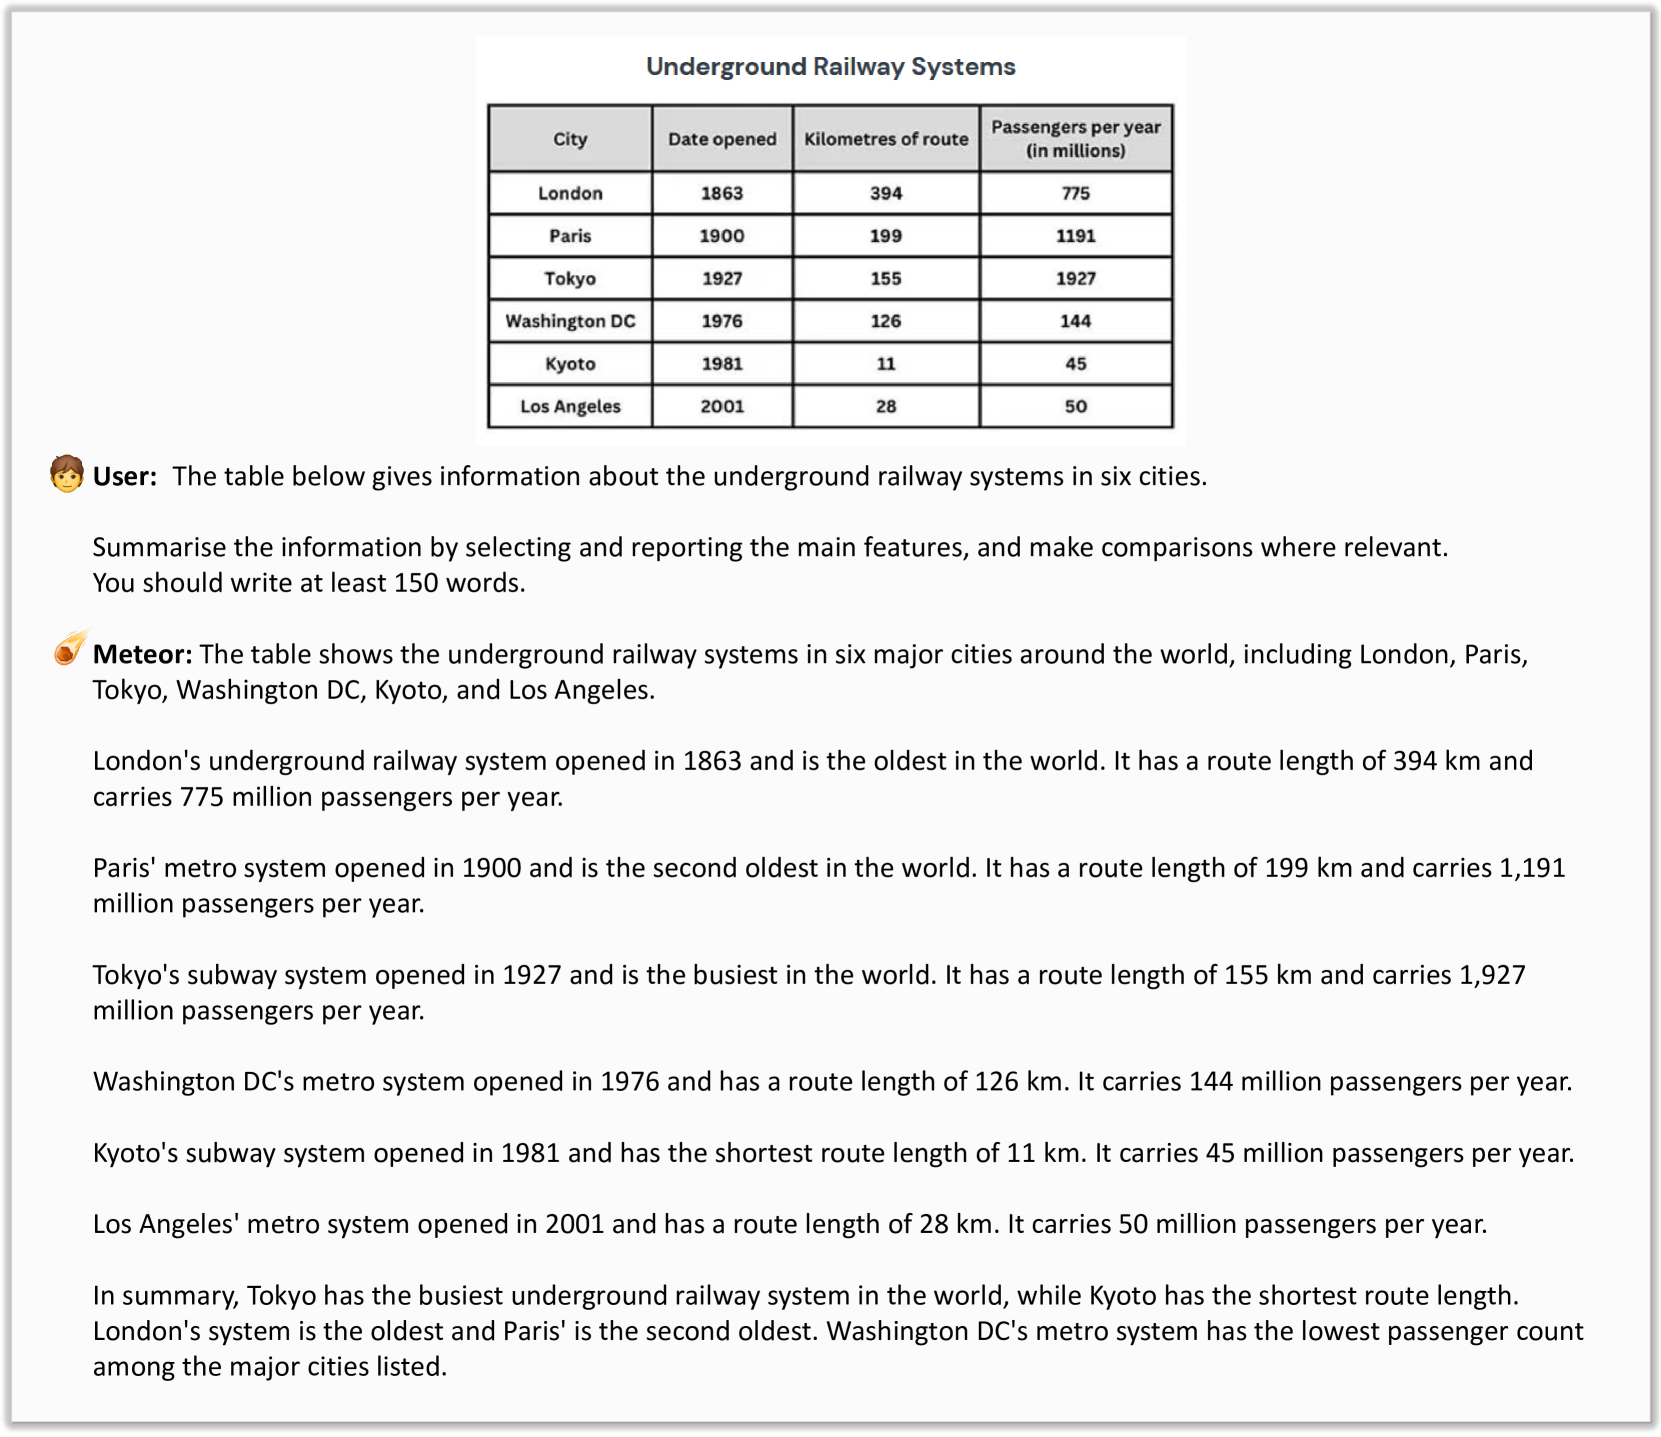 Underground Railway Systems
City | Date opened | Kilometres of route | Passengers per year (in millions)
London | 1863 | 394 | 775
Paris | 1900 | 199 | 1191
Tokyo | 1927 | 155 | 1927
Washington DC | 1976 | 126 | 144
Kyoto | 1981 | 11 | 45
Los Angeles | 2001 | 28 | 50
User: The table below gives information about the underground railway systems in six cities.
Summarise the information by selecting and reporting the main features, and make comparisons where relevant.
You should write at least 150 words.
Meteor: The table shows the underground railway systems in six major cities around the world, including London, Paris,
Tokyo, Washington DC, Kyoto, and Los Angeles.
London's underground railway system opened in 1863 and is the oldest in the world. It has a route length of 394 km and
carries 775 million passengers per year.
Paris' metro system opened in 1900 and is the second oldest in the world. It has a route length of 199 km and carries 1,191
million passengers per year.
Tokyo's subway system opened in 1927 and is the busiest in the world. It has a route length of 155 km and carries 1,927
million passengers per year.
Washington DC's metro system opened in 1976 and has a route length of 126 km. It carries 144 million passengers per year.
Kyoto's subway system opened in 1981 and has the shortest route length of 11 km. It carries 45 million passengers per year.
Los Angeles' metro system opened in 2001 and has a route length of 28 km. It carries 50 million passengers per year.
In summary, Tokyo has the busiest underground railway system in the world, while Kyoto has the shortest route length.
London's system is the oldest and Paris' is the second oldest. Washington DC's metro system has the lowest passenger count
among the major cities listed.